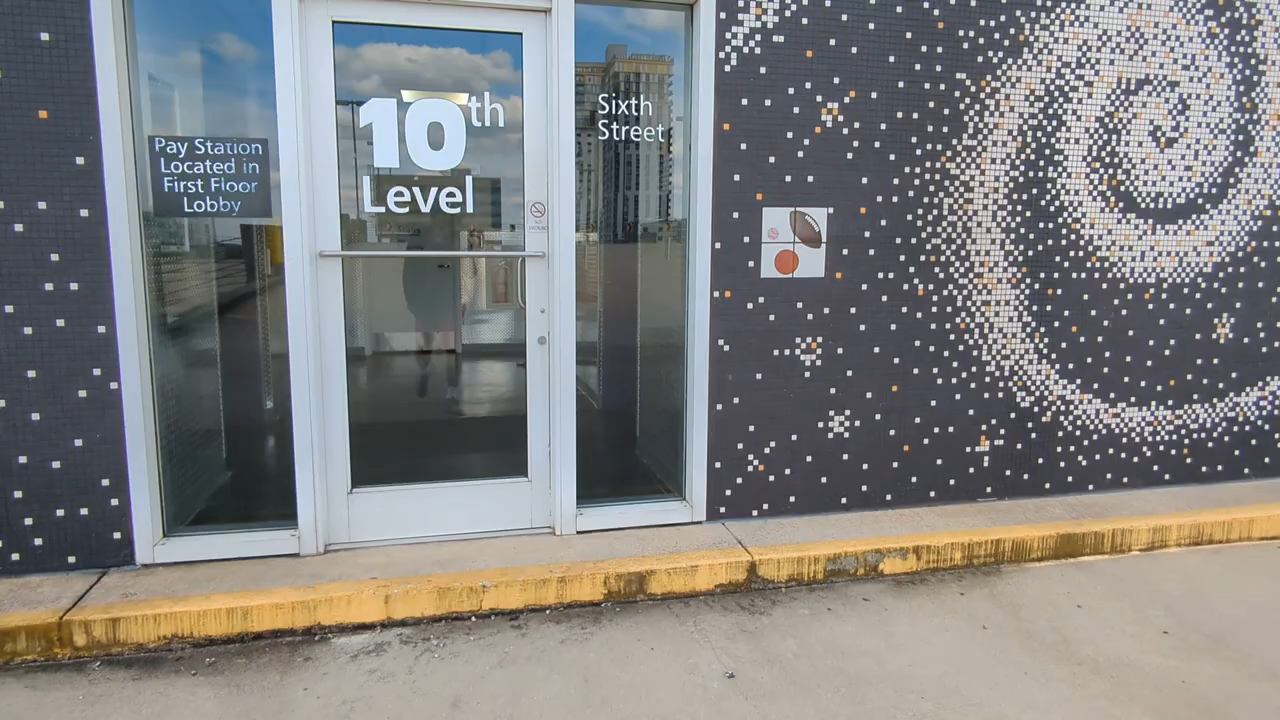 Pay Station
Located in
First Floor
Lobby
10th
Level
Sixth
Street